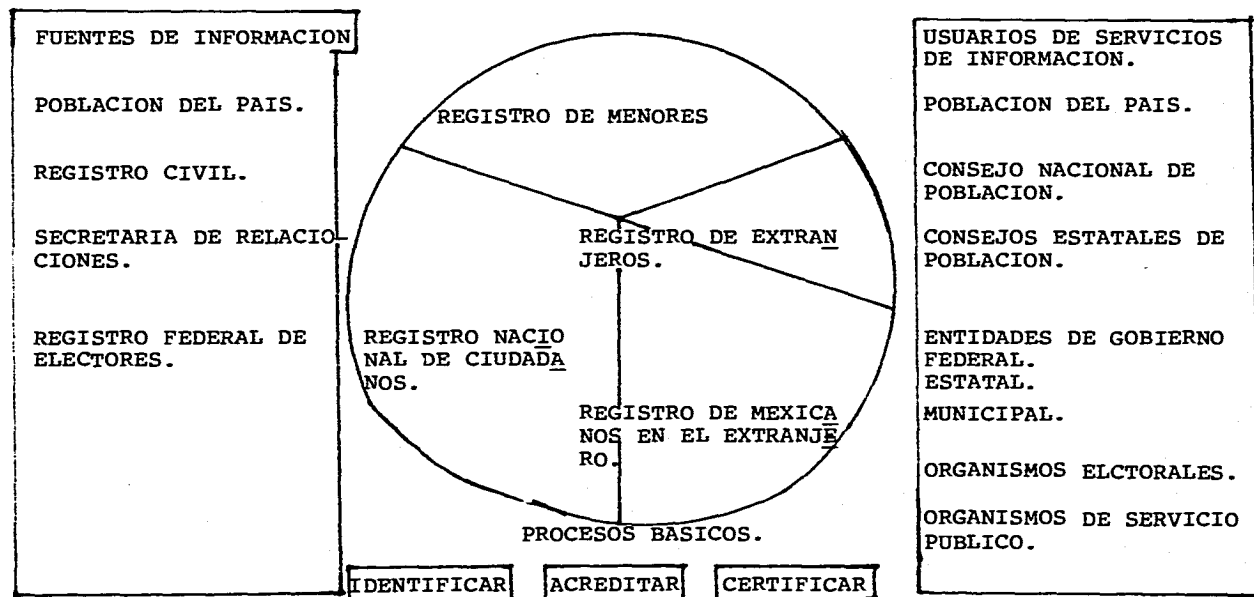 FUENTES DE INFORMACION
POBLACION DEL PAIS.
REGISTRO CIVIL.
SECRETARIA DE RELACIO-
CIONES.
REGISTRO FEDERAL DE
ELECTORES.
REGISTRO DE MENORES
REGISTRO DE EXTRAN
JEROS.
REGISTRO NACIO
NAL DE CIUDADA
NOS.
REGISTRO DE MEXICA
NOS EN EL EXTRANJE
RO.
PROCESOS BASICOS.
IDENTIFICAR
ACREDITAR
CERTIFICAR
USUARIOS DE SERVICIOS
DE INFORMACION.
POBLACION DEL PAIS.
CONSEJO NACIONAL DE
POBLACION.
CONSEJOS ESTATALES DE
POBLACION.
ENTIDADES DE GOBIERNO
FEDERAL.
ESTATAL.
MUNICIPAL.
ORGANISMOS ELCTORALES.
ORGANISMOS DE SERVICIO
PUBLICO.